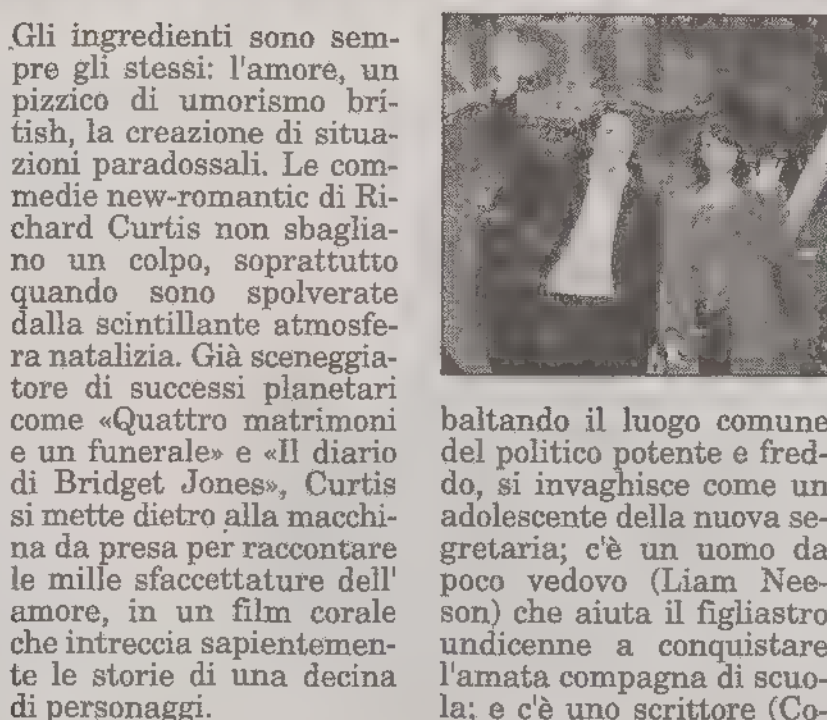 Gli ingredienti sono sem-
pre gli stessi: l'amore, un
pizzico di umorismo bri-
tish, la creazione di situa-
zioni paradossali. Le com-
medie new-romantic di Ri-
chard Curtis non sbaglia-
no un colpo, soprattutto
quando sono spolverate
dalla scintillante atmosfe-
ra natalizia. Già sceneggia-
tore di successi planetari
come «Quattro matrimoni
e un funerale» e «Il diario
di Bridget Jones», Curtis
si mette dietro alla macchi-
na da presa per raccontare
le mille sfaccettature dell'
amore, in un film corale
che intreccia sapientemen-
te le storie di una decina
di personaggi.
baltando il luogo comune
del politico potente e fred-
do, si invaghisce come un
adolescente della nuova se-
gretaria; c'è un uomo da
poco vedovo (Liam Nee-
son) che aiuta il figliastro
undicenne a conquistare
l'amata compagna di scuo-
la; e c'è uno scrittore (Co-